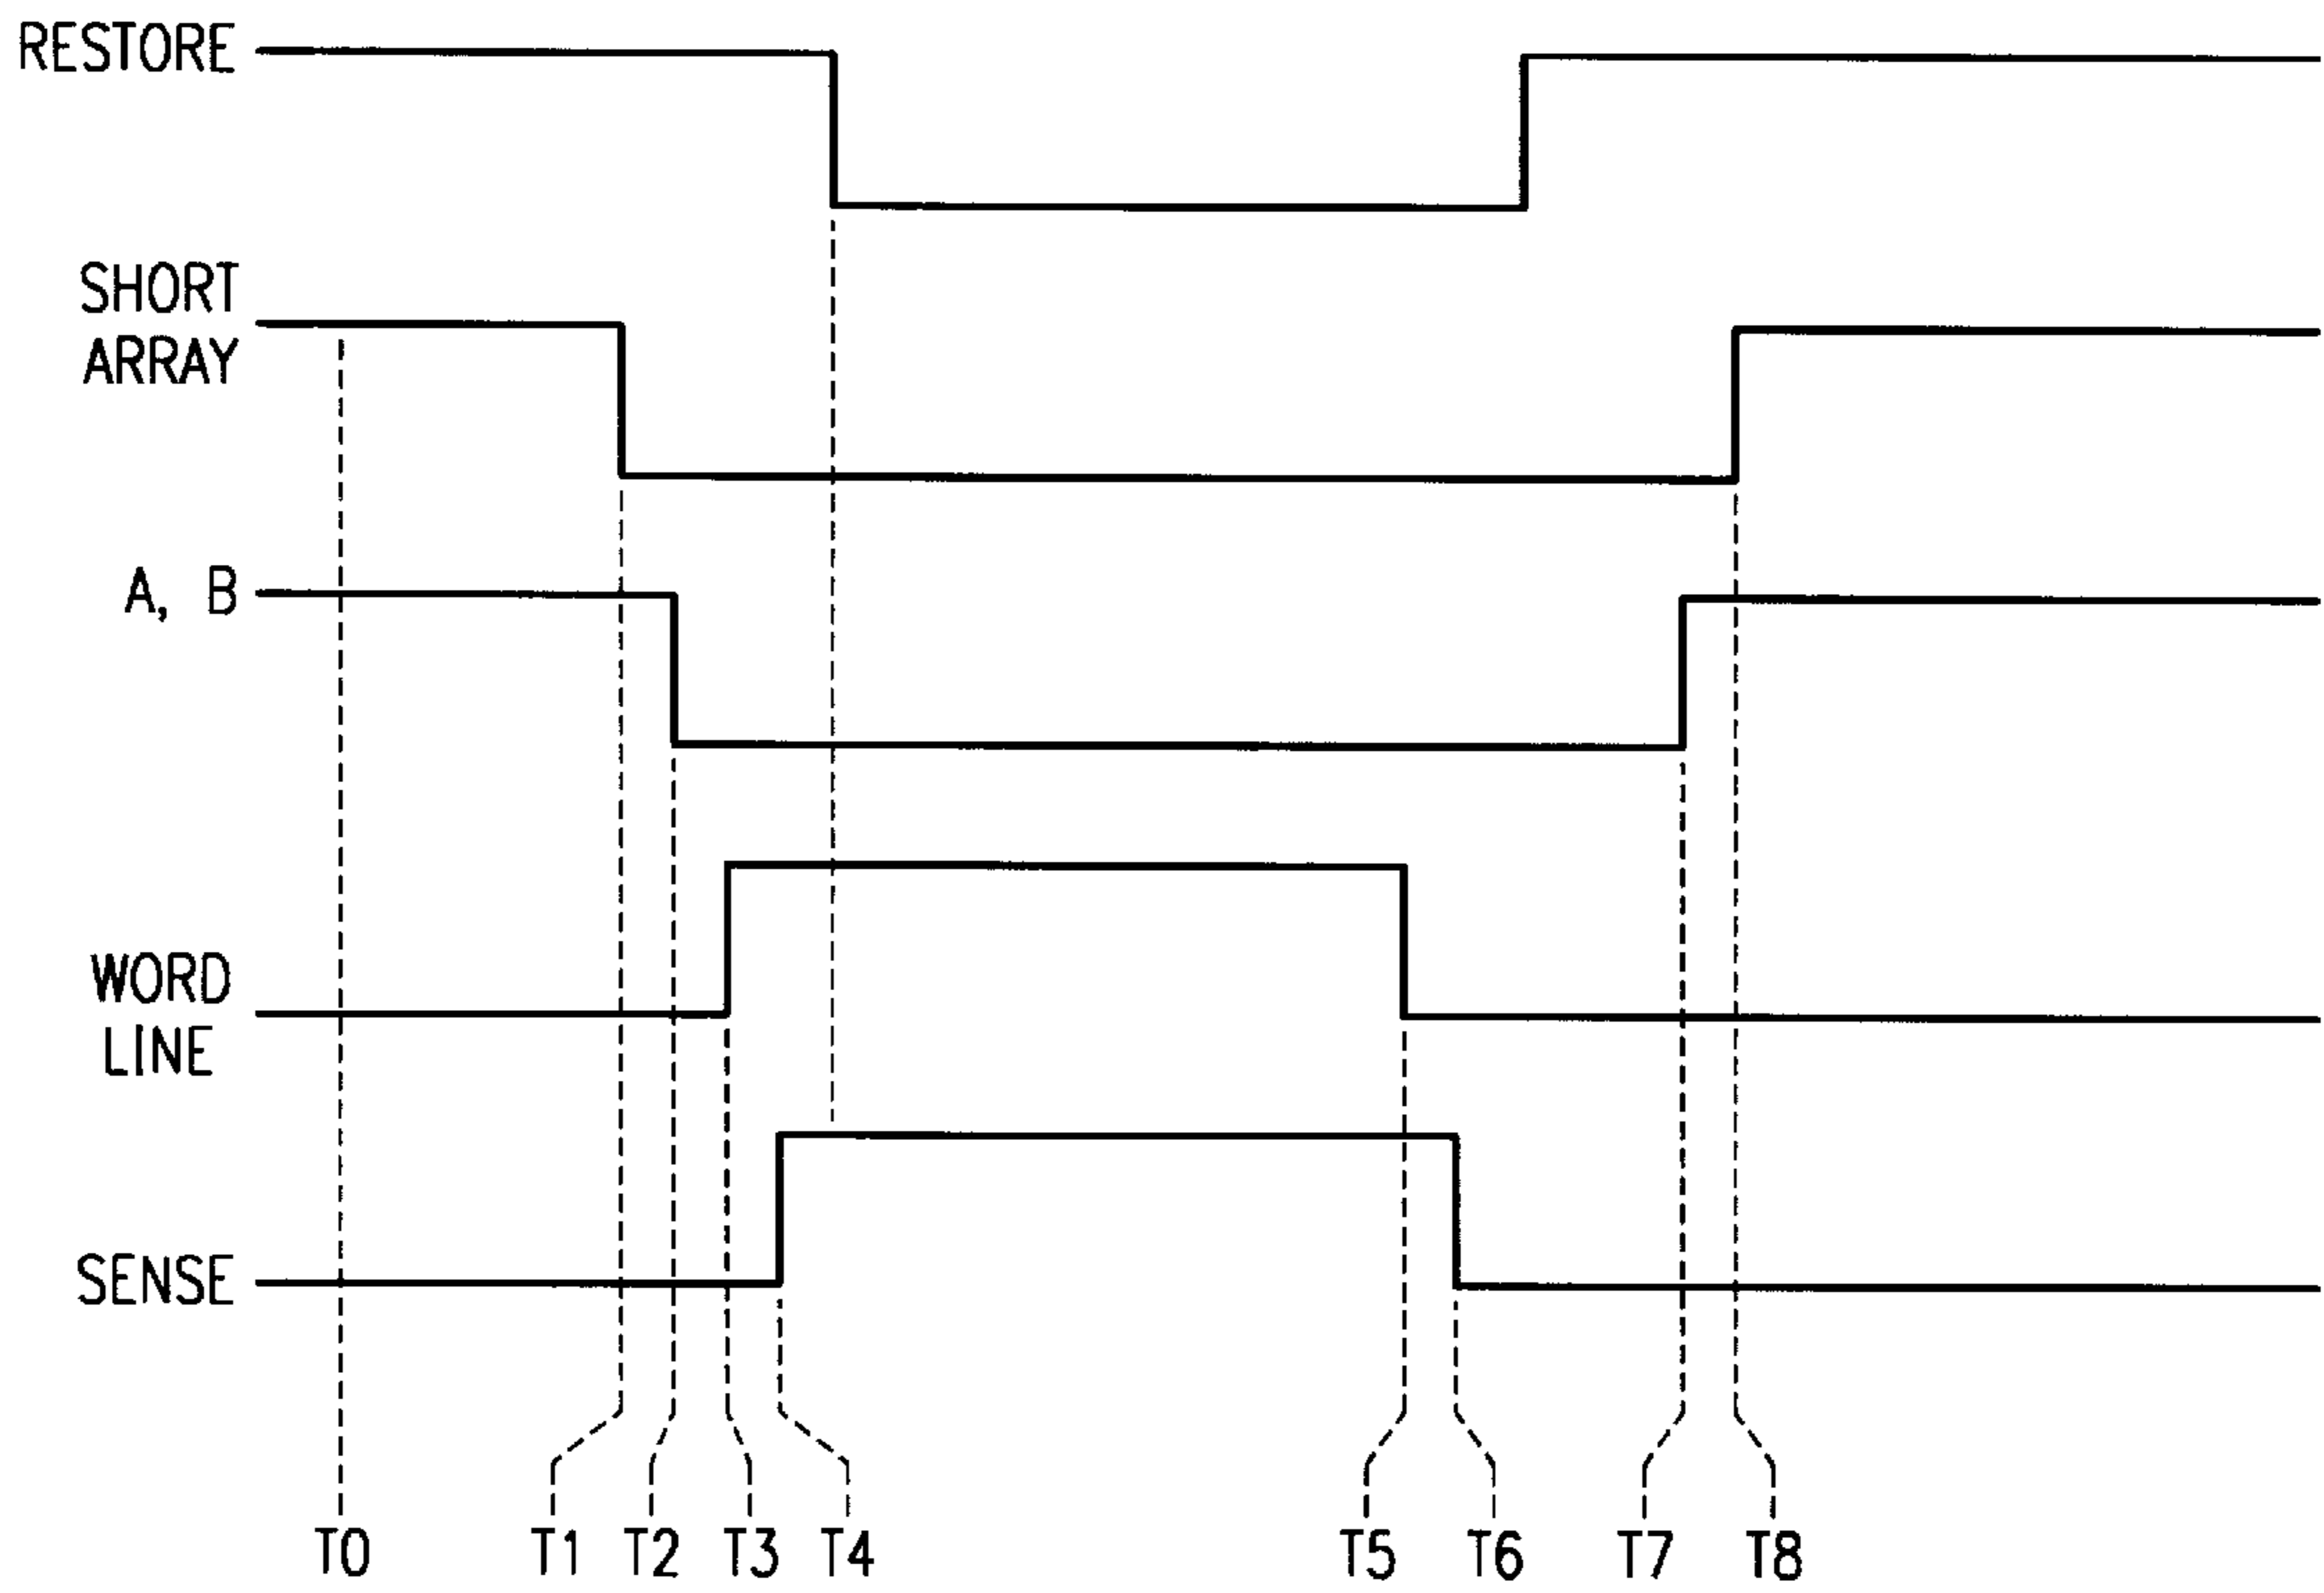 RESTORE
SHORT
ARRAY
A, B
WORD
LINE
SENSE
T0 T1 T2 T3 T4 T5 T6 T7 T8